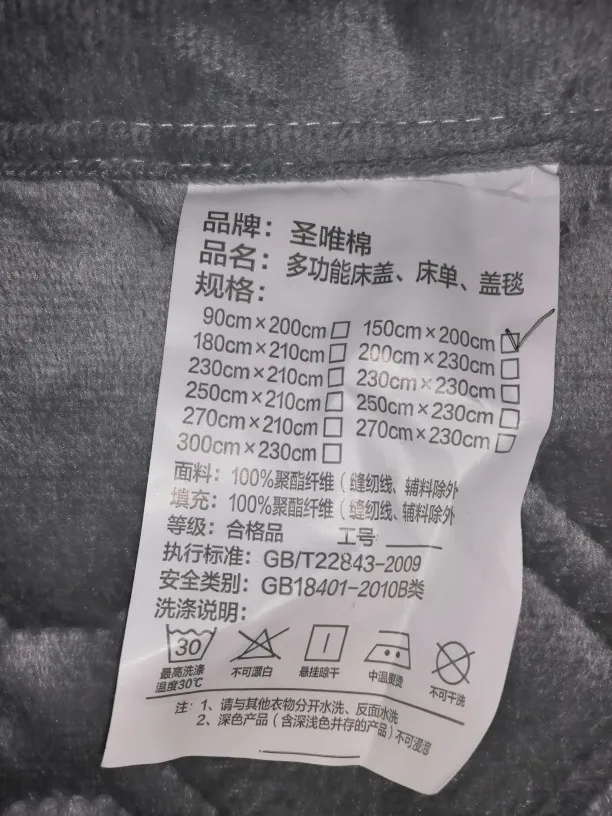 品牌：圣唯棉
品名：多功能床盖、床单、盖毯
规格：
90cm×200cm□ 150cm×200cm☑
180cm×210cm□ 200cm×230cm□
230cm×210cm□ 230cm×230cm□
250cm×210cm□ 250cm×230cm□
270cm×210cm□ 270cm×230cm□
300cm×230cm□
面料：100%聚酯纤维（缝纫线、辅料除外
填充：100%聚酯纤维（缝纫线、辅料除外
等级：合格品 工号
执行标准：GB/T22843-2009
安全类别：GB18401-2010B类
洗涤说明：
30
最高洗涤 不可漂白 悬挂晾干 中温熨烫 不可干洗
温度30℃
注：1、请与其他衣物分开水洗、反面水洗
2、深色产品（含深浅色并存的产品）不可浸泡